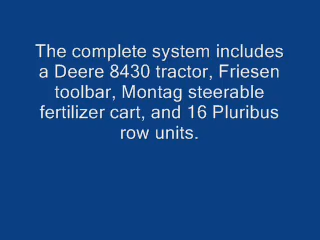 The complete system includes
a Deere 8430 tractor, Friesen
toolbar, Montag steerable
fertilizer cart, and 16 Pluribus
row units.